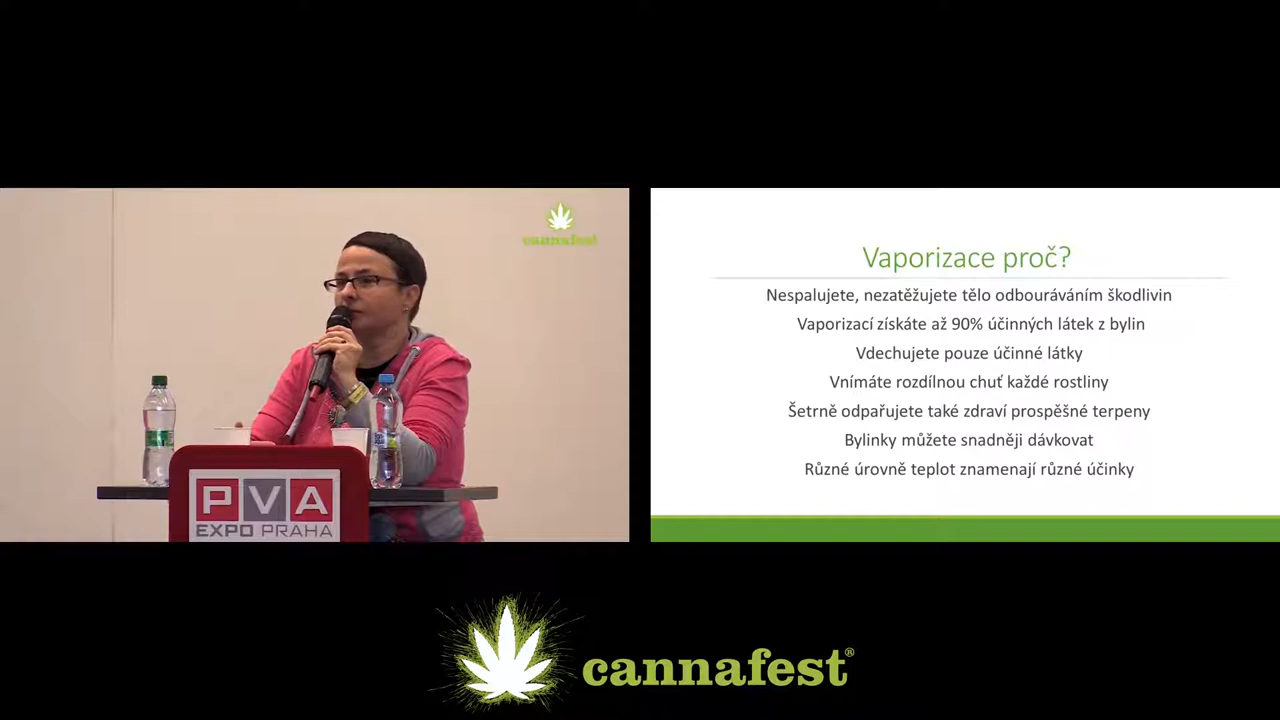 cannafest
PVA
EXPO PRAHA
Vaporizace proč?
Nespalujete, nezatěžujete tělo odbouráváním škodlivin
Vaporizací získáte až 90% účinných látek z bylin
Vdechujete pouze účinné látky
Vnímáte rozdílnou chuť každé rostliny
Šetrně odpařujete také zdraví prospěšné terpeny
Bylinky můžete snadněji dávkovat
Různé úrovně teplot znamenají různé účinky
cannafest®